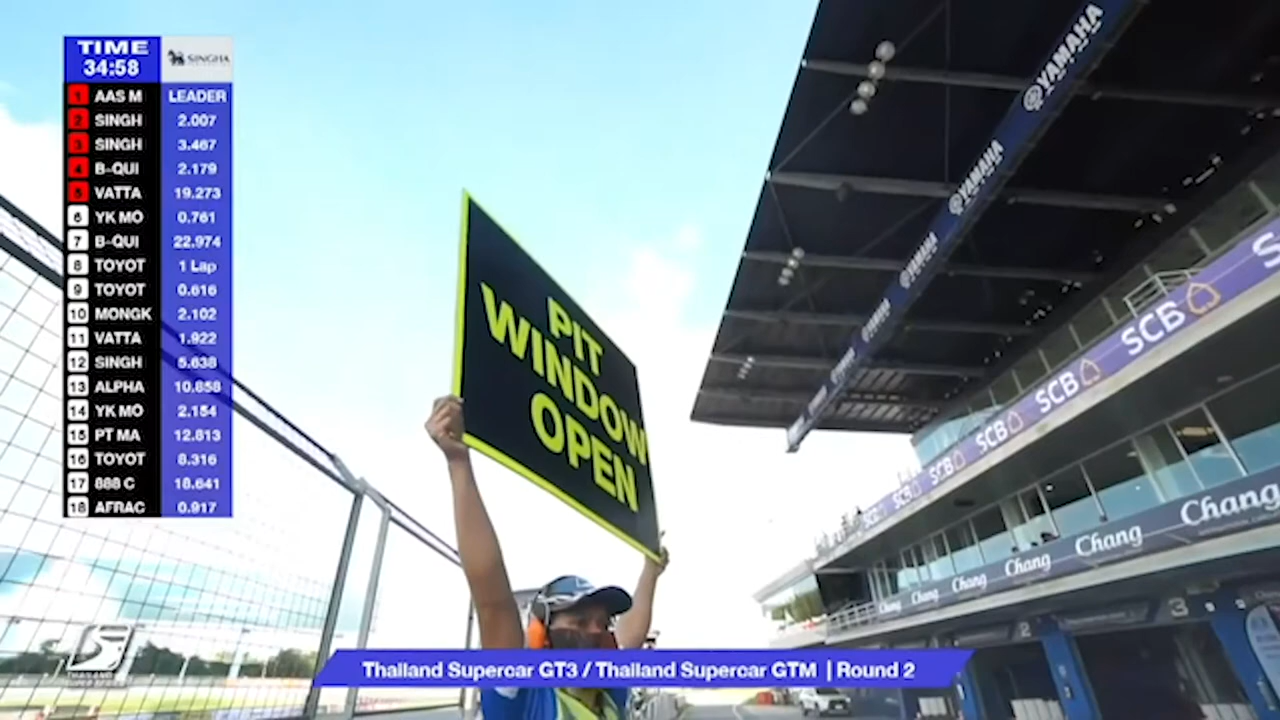 TIME
34:58
SINGHA
1 AAS M LEADER
2 SINGH 2.007
3 SINGH 3.467
4 B-QUI 2.179
5 VATTA 19.273
6 YK MO 0.761
7 B-QUI 22.974
8 TOYOT 1 Lap
9 TOYOT 0.616
10 MONGK 2.102
11 VATTA 1.922
12 SINGH 5.638
13 ALPHA 10.858
14 YK MO 2.154
15 PT MA 12.813
16 TOYOT 8.316
17 888 C 18.641
18 AFRAC 0.917
PIT
WINDOW
OPEN
YAMAHA
YAMAHA
YAMAHA
YAMAHA
SCB
SCB
SCB
SCB
SCB
Chang
Chang
Chang
Chang
Chang
2
3
Thailand Supercar GT3 / Thailand Supercar GTM | Round 2